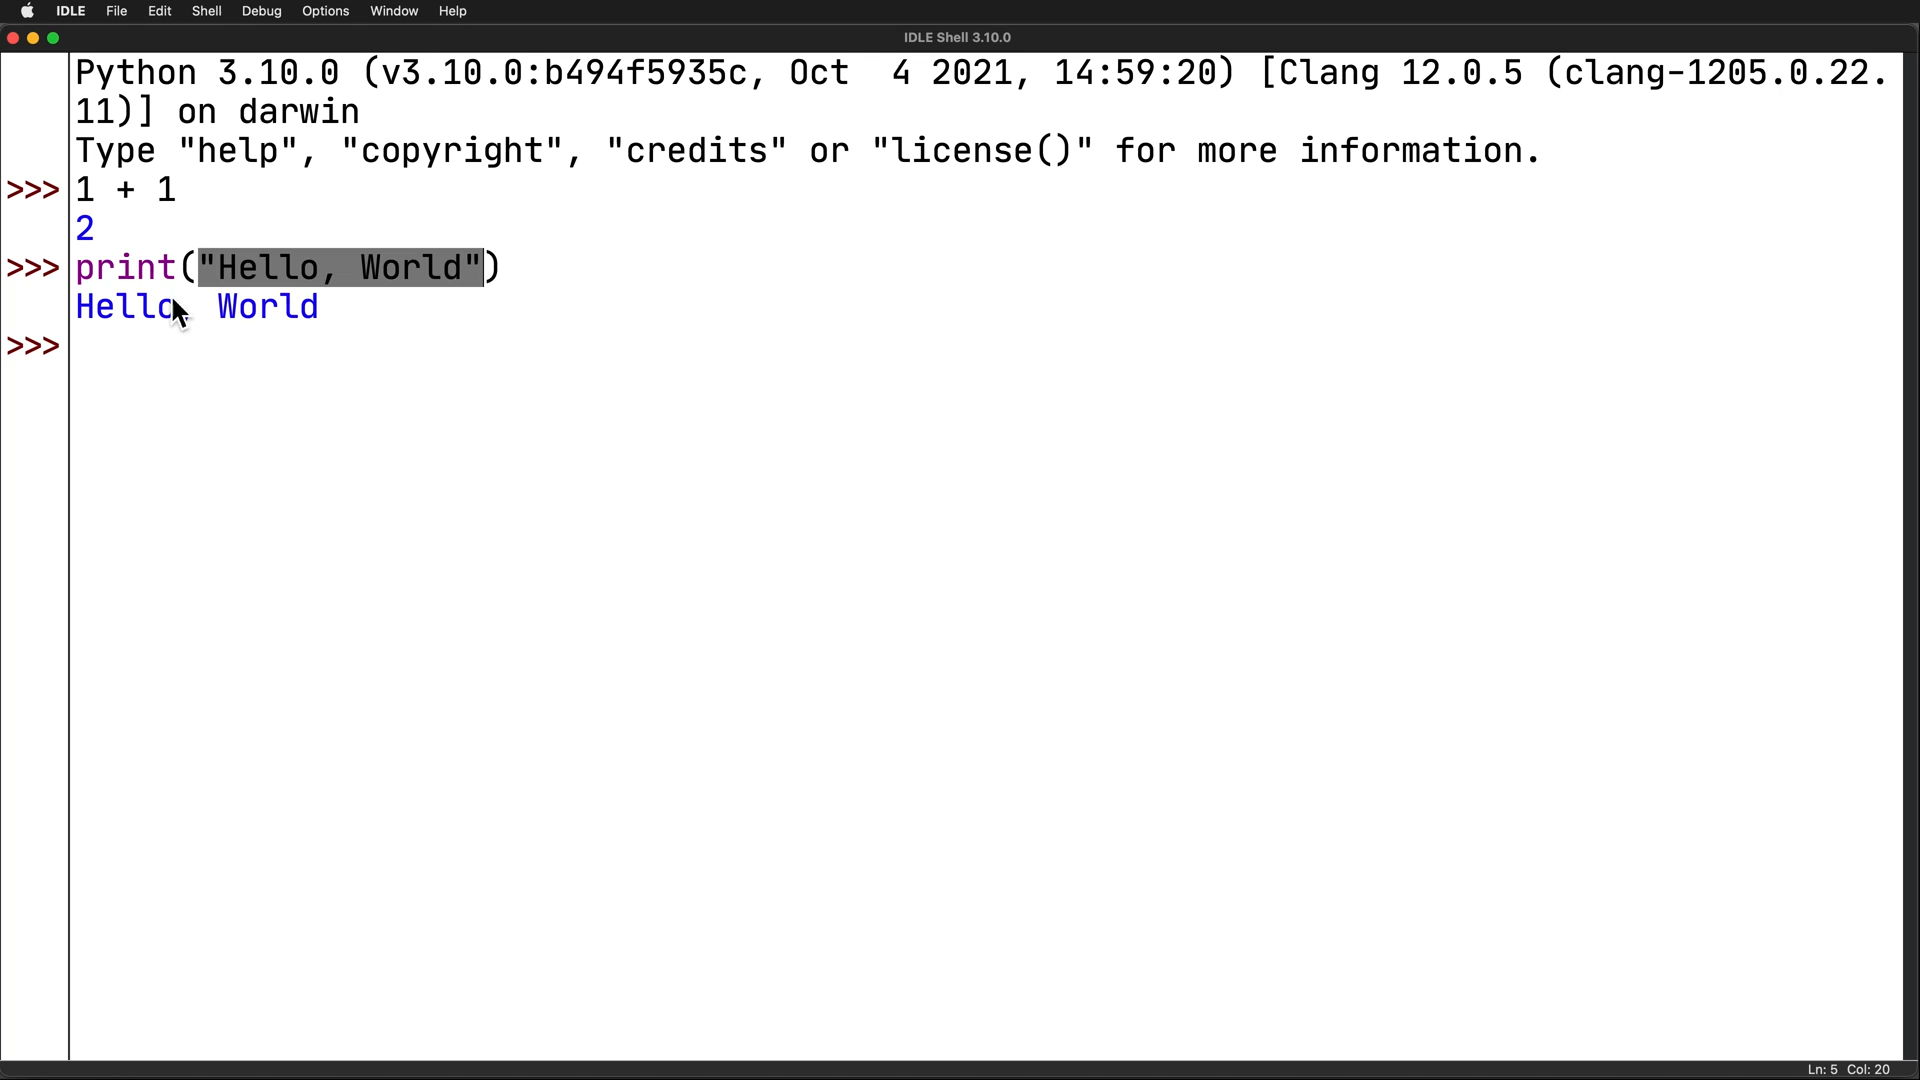 IDLE File Edit Shell Debug Options Window Help
IDLE Shell 3.10.0
Python 3.10.0 (v3.10.0:b494f5935c, Oct  4 2021, 14:59:20) [Clang 12.0.5 (clang-1205.0.22.
11)] on darwin
Type "help", "copyright", "credits" or "license()" for more information.
>>> 1 + 1
2
>>> print("Hello, World")
Hello, World
>>>
Ln: 5 Col: 20